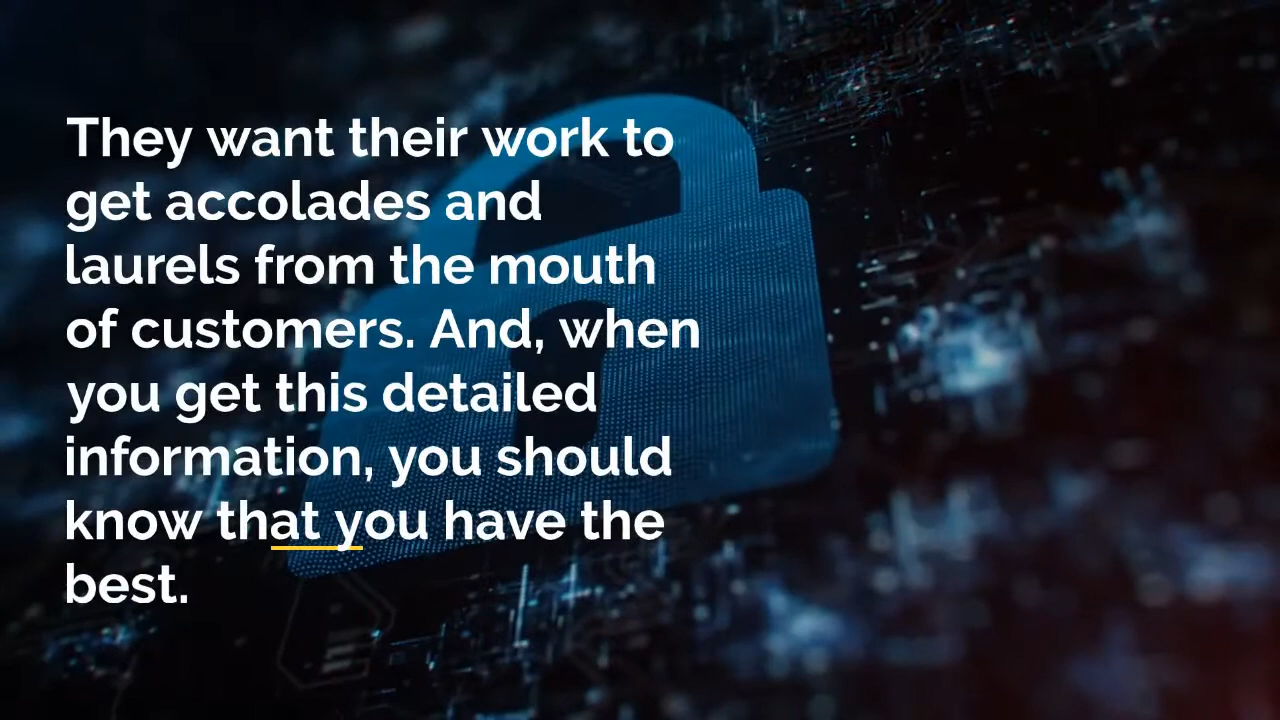 They want their work to
get accolades and
laurels from the mouth
of customers. And, when
you get this detailed
information, you should
know that you have the
best.